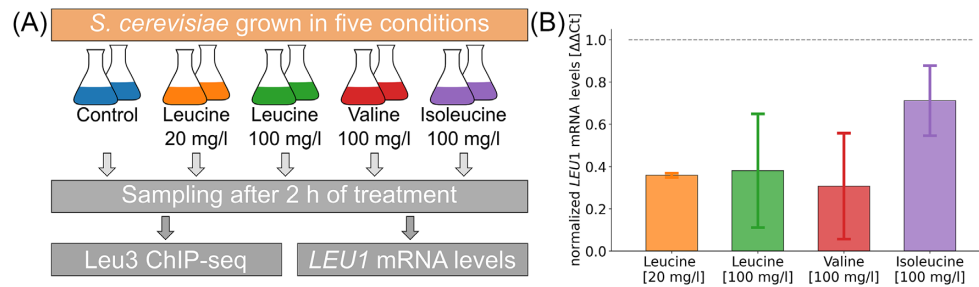 (A)
S. cerevisiae grown in five conditions
Control
Leucine
20 mg/l
Leucine
100 mg/l
Valine
100 mg/l
Isoleucine
100 mg/l
Sampling after 2 h of treatment
Leu3 ChIP-seq
LEU1 mRNA levels
(B)
normalized LEU1 mRNA levels [ΔΔCt]
1.0
0.8
0.6
0.4
0.2
0.0
Leucine
[20 mg/l]
Leucine
[100 mg/l]
Valine
[100 mg/l]
Isoleucine
[100 mg/l]